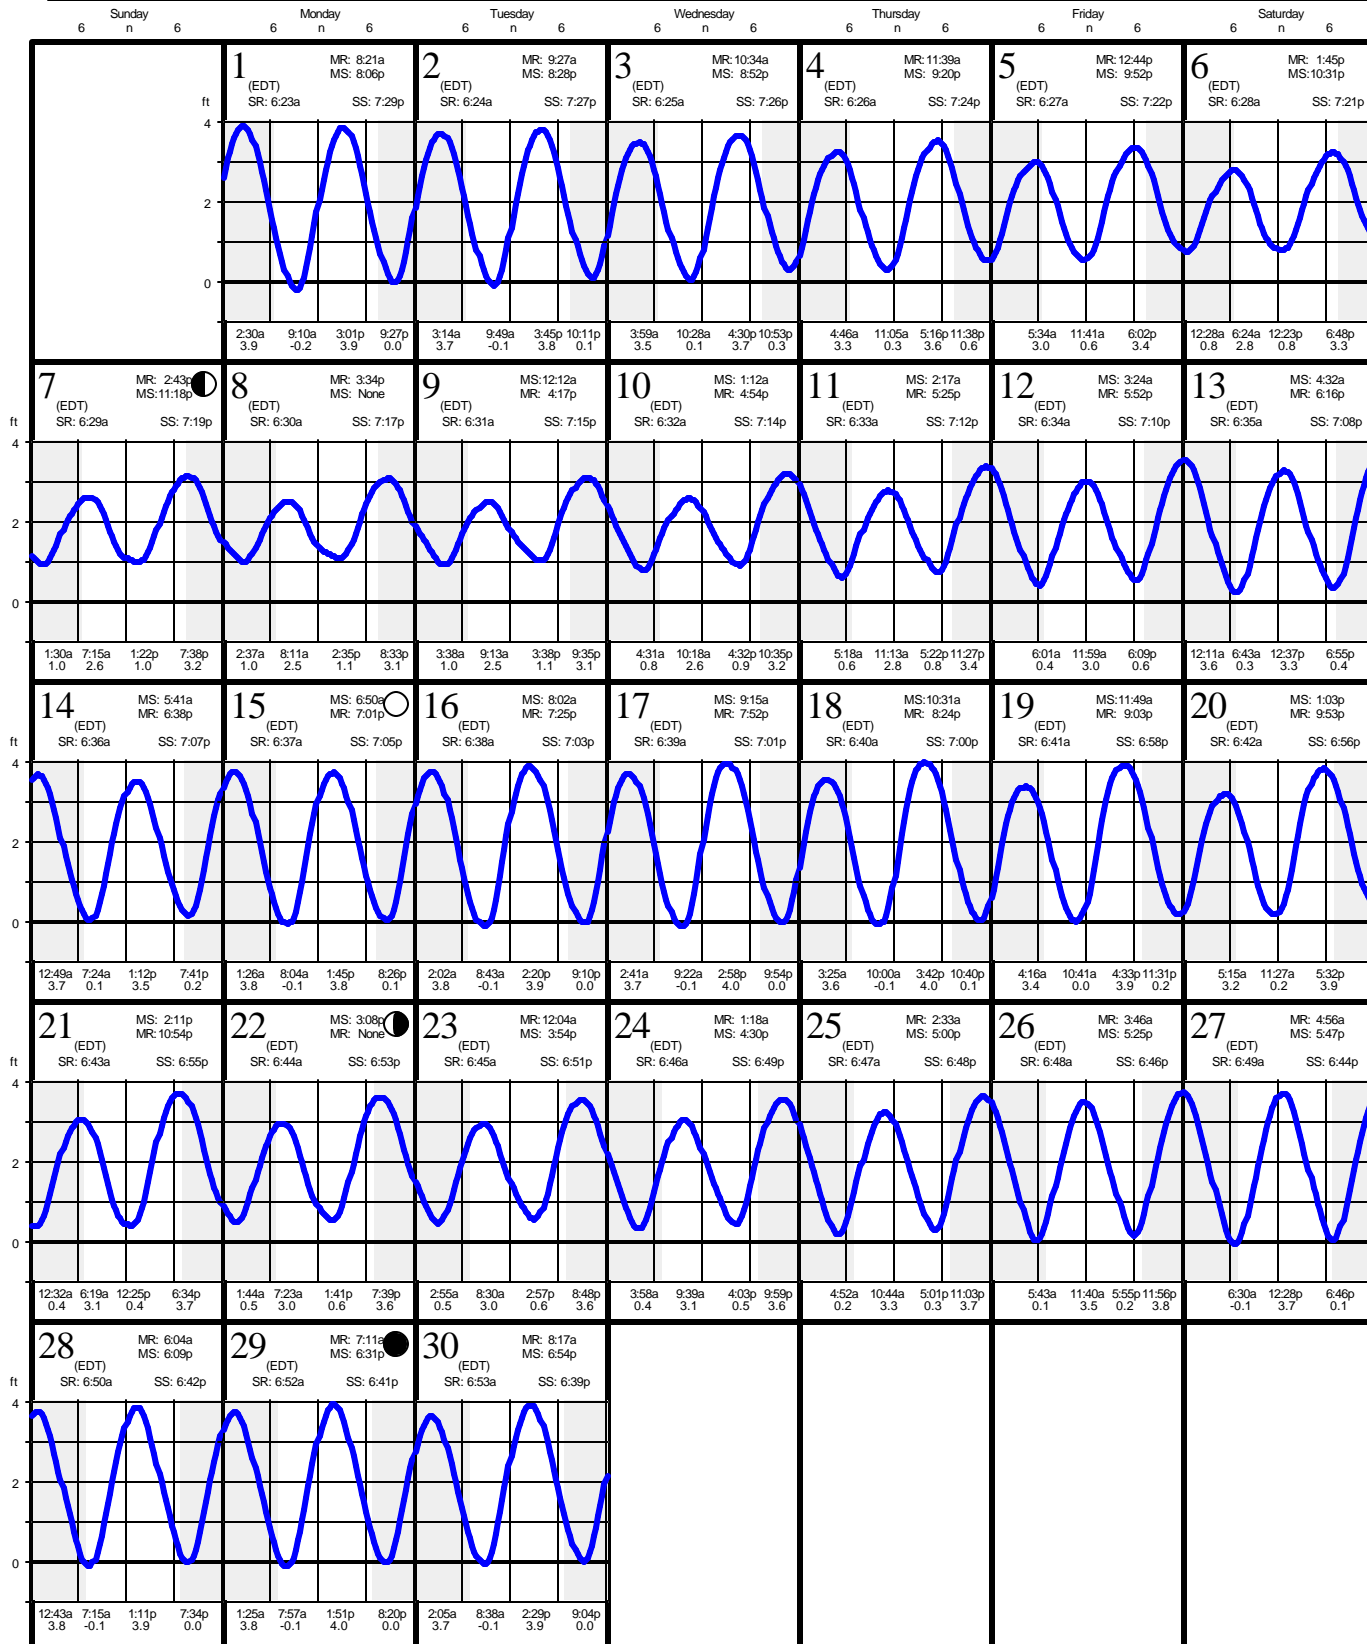 Sunday Monday Tuesday Wednesday Thursday Friday Saturday
6 n 6 6 n 6 6 n 6 6 n 6 6 n 6 6 n 6 6 n 6
1 MR: 8:21a 2 MR: 9:27a 3 MR: 10:34a 4 MR: 11:39a 5 MR: 12:44p 6 MR: 1:45p
MS: 8:06p MS: 8:28p MS: 8:52p MS: 9:20p MS: 9:52p MS: 10:31p
(EDT) (EDT) (EDT) (EDT) (EDT) (EDT)
ft SR: 6:23a SS: 7:29p SR: 6:24a SS: 7:27p SR: 6:25a SS: 7:26p SR: 6:26a SS: 7:24p SR: 6:27a SS: 7:22p SR: 6:28a SS: 7:21p
4
2
0
2:30a 9:10a 3:01p 9:27p 3:14a 9:49a 3:45p 10:11p 3:59a 10:28a 4:30p 10:53p 4:46a 11:05a 5:16p 11:38p 5:34a 11:41a 6:02p 12:28a 6:24a 12:23p 6:48p
3.9 -0.2 3.9 0.0 3.7 -0.1 3.8 0.1 3.5 0.1 3.7 0.3 3.3 0.3 3.6 0.6 3.0 0.6 3.4 0.8 2.8 0.8 3.3
7 MR: 2:43p 8 MR: 3:34p 9 MS: 12:12a 10 MS: 1:12a 11 MS: 2:17a 12 MS: 3:24a 13 MS: 4:32a
MS: 11:18p MS: None MR: 4:17p MR: 4:54p MR: 5:25p MR: 5:52p MR: 6:16p
(EDT) (EDT) (EDT) (EDT) (EDT) (EDT) (EDT)
ft SR: 6:29a SS: 7:19p SR: 6:30a SS: 7:17p SR: 6:31a SS: 7:15p SR: 6:32a SS: 7:14p SR: 6:33a SS: 7:12p SR: 6:34a SS: 7:10p SR: 6:35a SS: 7:08p
4
2
0
1:30a 7:15a 1:22p 7:38p 2:37a 8:11a 2:35p 8:33p 3:38a 9:13a 3:38p 9:35p 4:31a 10:18a 4:32p 10:35p 5:18a 11:13a 5:22p 11:27p 6:01a 11:59a 6:09p 12:11a 6:43a 12:37p 6:55p
1.0 2.6 1.0 3.2 1.0 2.5 1.1 3.1 1.0 2.5 1.1 3.1 0.8 2.6 0.9 3.2 0.6 2.8 0.8 3.4 0.4 3.0 0.6 3.6 0.3 3.3 0.4
14 MS: 5:41a 15 MS: 6:50a 16 MS: 8:02a 17 MS: 9:15a 18 MS: 10:31a 19 MS: 11:49a 20 MS: 1:03p
MR: 6:38p MR: 7:01p MR: 7:25p MR: 7:52p MR: 8:24p MR: 9:03p MR: 9:53p
(EDT) (EDT) (EDT) (EDT) (EDT) (EDT) (EDT)
ft SR: 6:36a SS: 7:07p SR: 6:37a SS: 7:05p SR: 6:38a SS: 7:03p SR: 6:39a SS: 7:01p SR: 6:40a SS: 7:00p SR: 6:41a SS: 6:58p SR: 6:42a SS: 6:56p
4
2
0
12:49a 7:24a 1:12p 7:41p 1:26a 8:04a 1:45p 8:26p 2:02a 8:43a 2:20p 9:10p 2:41a 9:22a 2:58p 9:54p 3:25a 10:00a 3:42p 10:40p 4:16a 10:41a 4:33p 11:31p 5:15a 11:27a 5:32p
3.7 0.1 3.5 0.2 3.8 -0.1 3.8 0.1 3.8 -0.1 3.9 0.0 3.7 -0.1 4.0 0.0 3.6 -0.1 4.0 0.1 3.4 0.0 3.9 0.2 3.2 0.2 3.9
21 MS: 2:11p 22 MS: 3:08p 23 MR: 12:04a 24 MR: 1:18a 25 MR: 2:33a 26 MR: 3:46a 27 MR: 4:56a
MR: 10:54p MR: None MS: 3:54p MS: 4:30p MS: 5:00p MS: 5:25p MS: 5:47p
(EDT) (EDT) (EDT) (EDT) (EDT) (EDT) (EDT)
ft SR: 6:43a SS: 6:55p SR: 6:44a SS: 6:53p SR: 6:45a SS: 6:51p SR: 6:46a SS: 6:49p SR: 6:47a SS: 6:48p SR: 6:48a SS: 6:46p SR: 6:49a SS: 6:44p
4
2
0
12:32a 6:19a 12:25p 6:34p 1:44a 7:23a 1:41p 7:39p 2:55a 8:30a 2:57p 8:48p 3:58a 9:39a 4:03p 9:59p 4:52a 10:44a 5:01p 11:03p 5:43a 11:40a 5:55p 11:56p 6:30a 12:28p 6:46p
0.4 3.1 0.4 3.7 0.5 3.0 0.6 3.6 0.5 3.0 0.6 3.6 0.4 3.1 0.5 3.6 0.2 3.3 0.3 3.7 0.1 3.5 0.2 3.8 -0.1 3.7 0.1
28 MR: 6:04a 29 MR: 7:11a 30 MR: 8:17a
MS: 6:09p MS: 6:31p MS: 6:54p
(EDT) (EDT) (EDT)
ft SR: 6:50a SS: 6:42p SR: 6:52a SS: 6:41p SR: 6:53a SS: 6:39p
4
2
0
12:43a 7:15a 1:11p 7:34p 1:25a 7:57a 1:51p 8:20p 2:05a 8:38a 2:29p 9:04p
3.8 -0.1 3.9 0.0 3.8 -0.1 4.0 0.0 3.7 -0.1 3.9 0.0